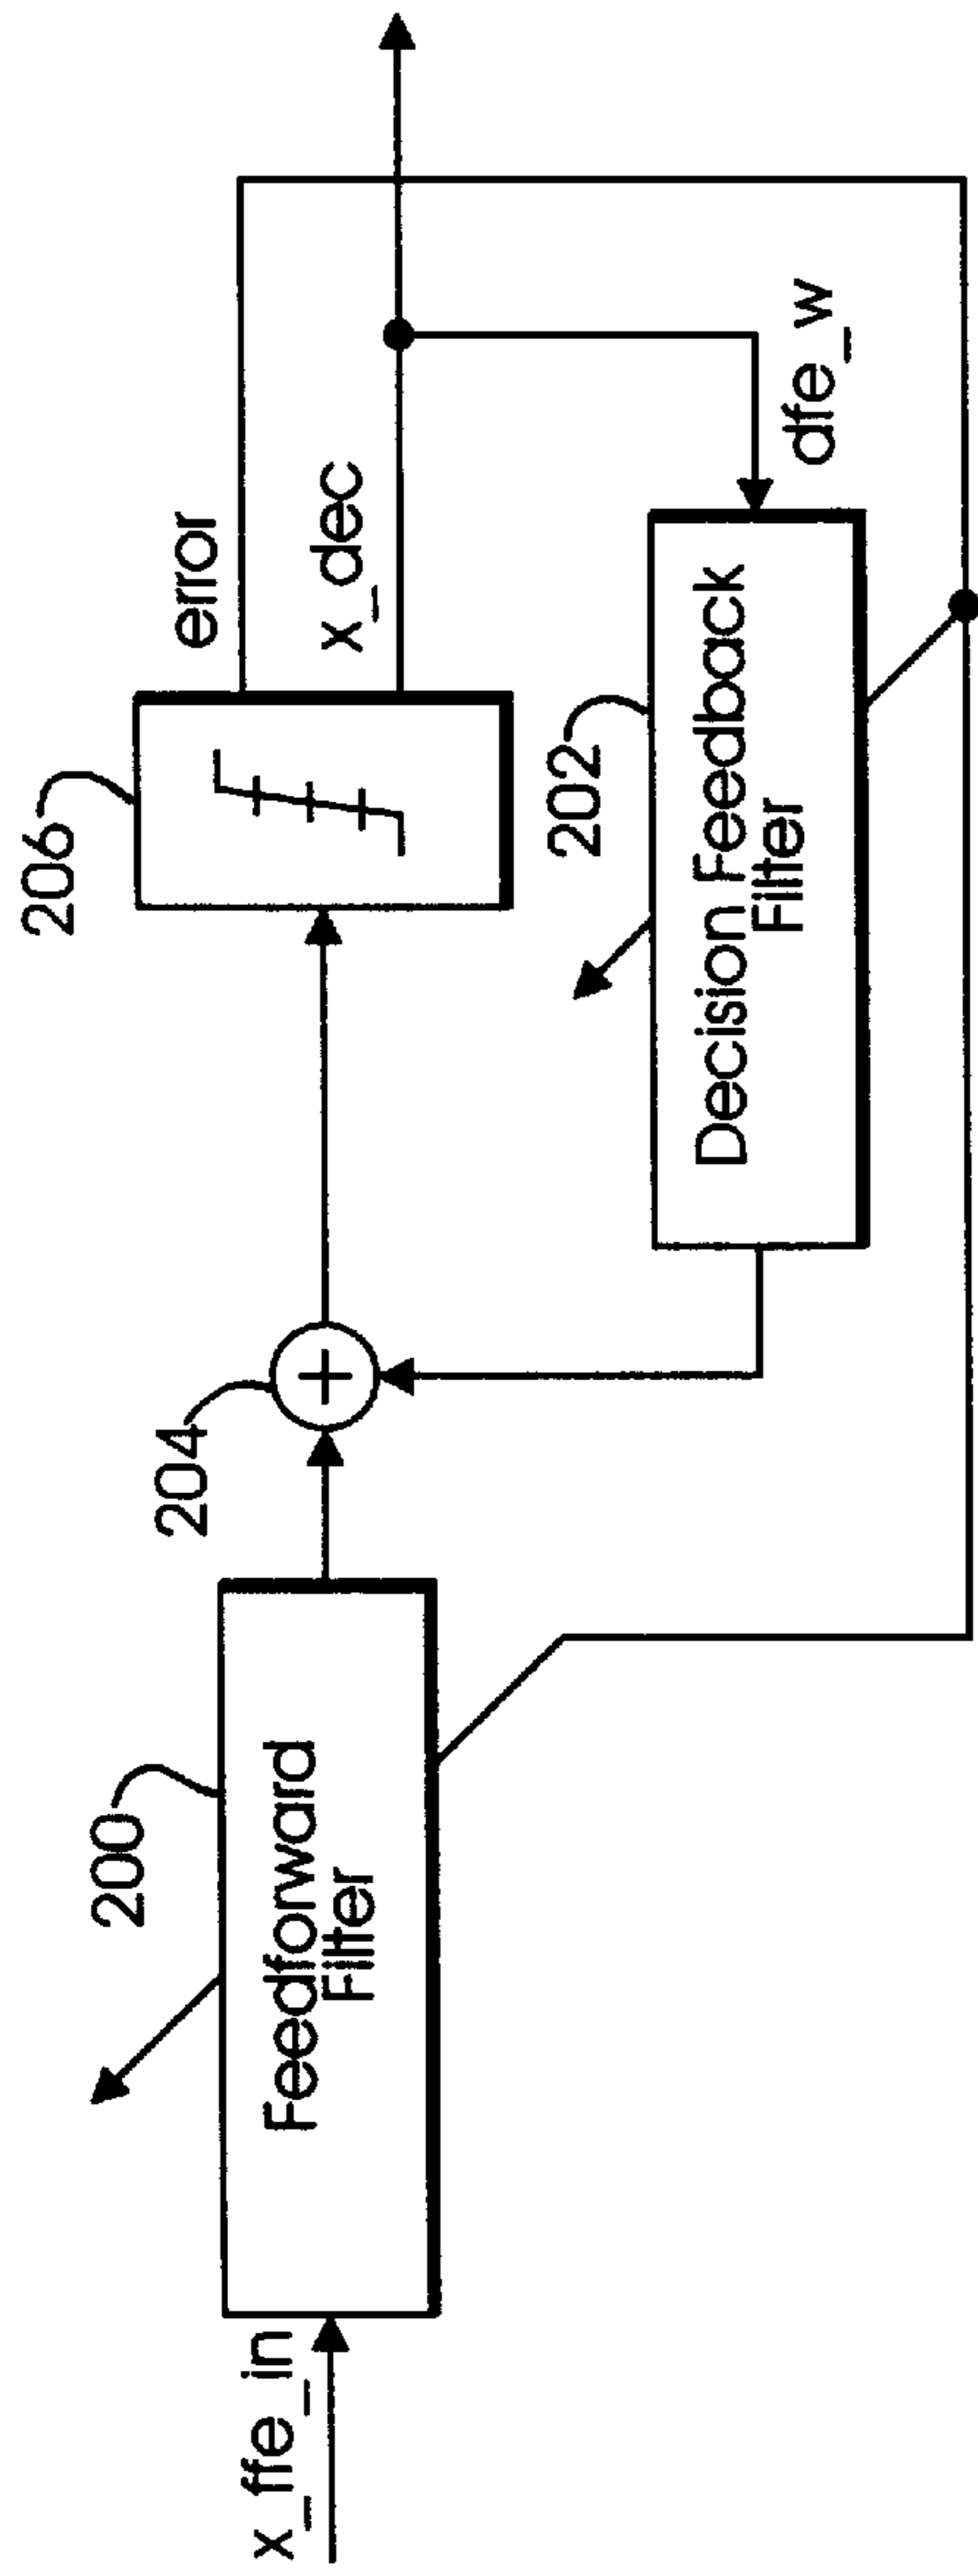 x_ffe_in
200
Feedforward
Filter
204
206
error
x_dec
202
Decision Feedback
Filter
dfe_w